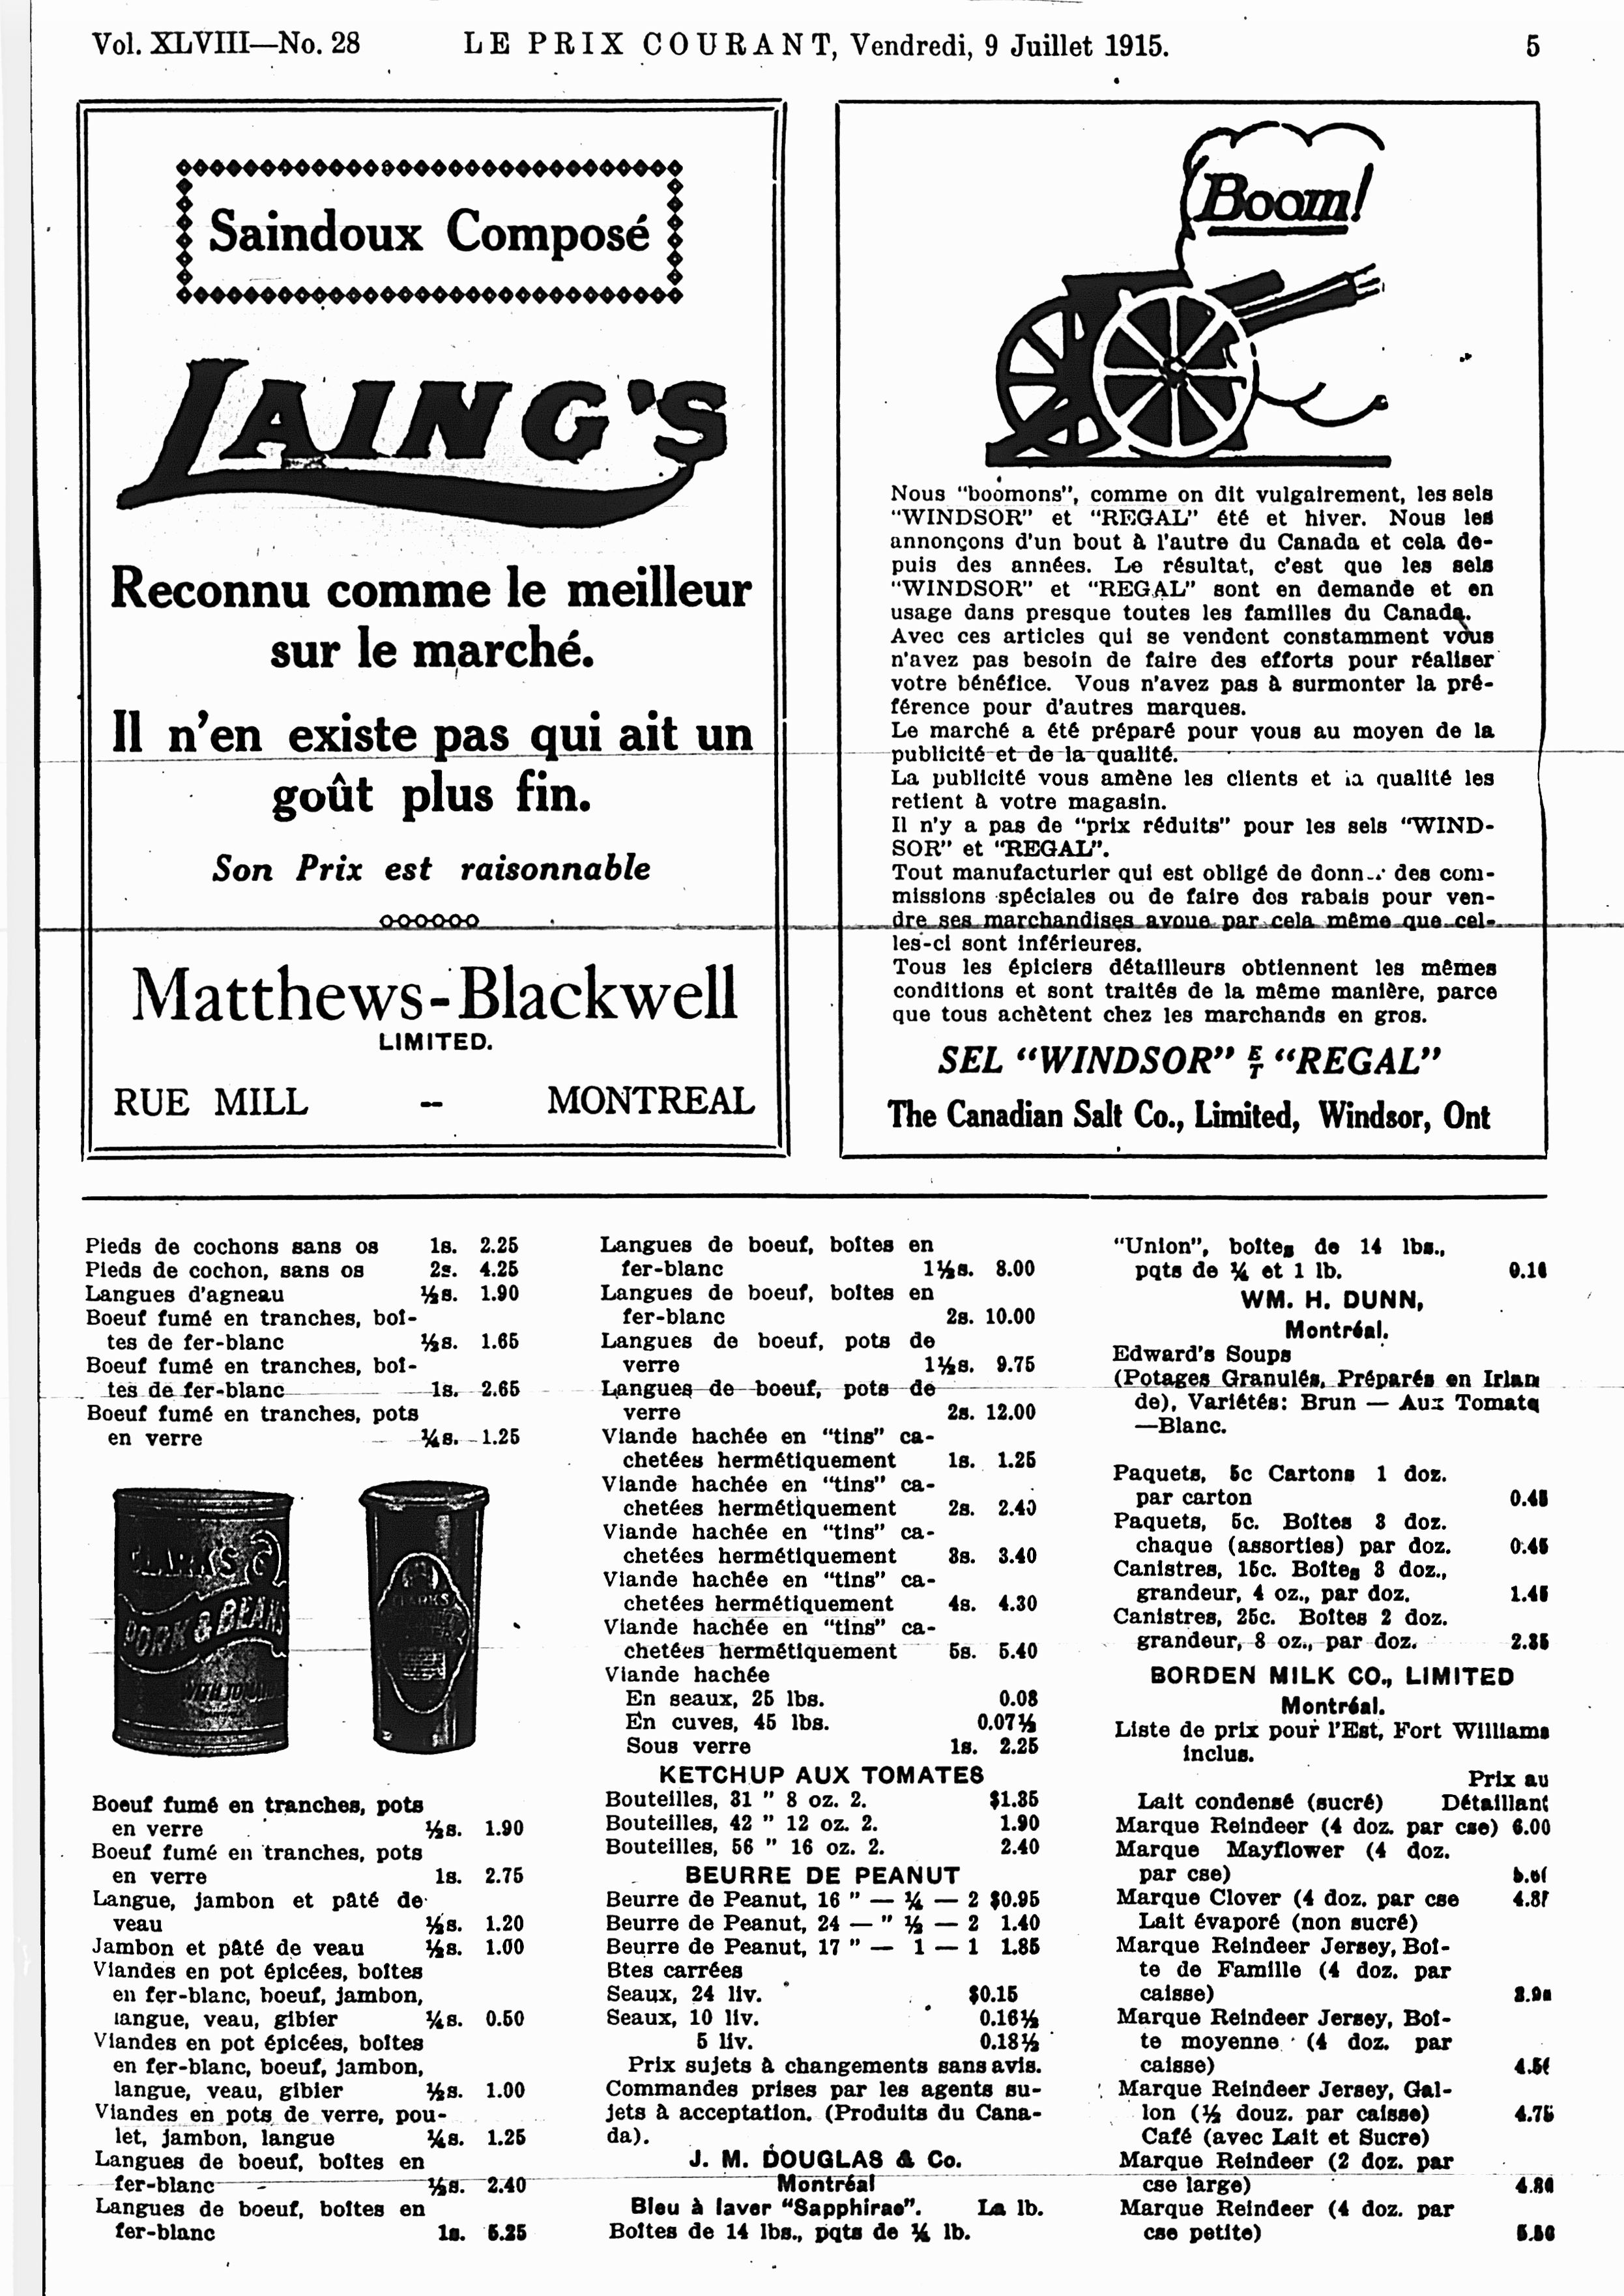 Vol. XLVIII—No. 28 LE PRIX COURANT, Vendredi, 9 Juillet 1915. 5
Saindoux Composé
LAING'S
Reconnu comme le meilleur
sur le marché.
Il n'en existe pas qui ait un
goût plus fin.
Son Prix est raisonnable
Matthews-Blackwell
LIMITED.
RUE MILL -- MONTREAL
Boom!
Nous "boomons", comme on dit vulgairement, les sels
"WINDSOR" et "REGAL" été et hiver. Nous les
annonçons d'un bout à l'autre du Canada et cela de-
puis des années. Le résultat, c'est que les sels
"WINDSOR" et "REGAL" sont en demande et en
usage dans presque toutes les familles du Canada.
Avec ces articles qui se vendent constamment vous
n'avez pas besoin de faire des efforts pour réaliser
votre bénéfice. Vous n'avez pas à surmonter la pré-
férence pour d'autres marques.
Le marché a été préparé pour vous au moyen de la
publicité et de la qualité.
La publicité vous amène les clients et la qualité les
retient à votre magasin.
Il n'y a pas de "prix réduits" pour les sels "WIND-
SOR" et "REGAL".
Tout manufacturier qui est obligé de des com-
missions spéciales ou de faire des rabais pour ven-
dre ses marchandises avoue par cela même que cel-
les-ci sont inférieures.
Tous les épiciers détailleurs obtiennent les mêmes
conditions et sont traités de la même manière, parce
que tous achètent chez les marchands en gros.
SEL "WINDSOR" ET "REGAL"
The Canadian Salt Co., Limited, Windsor, Ont
Pieds de cochons sans os 1s. 2.25
Pieds de cochon, sans os 2s. 4.25
Langues d'agneau ½s. 1.90
Boeuf fumé en tranches, boî-
tes de fer-blanc ½s. 1.65
Boeuf fumé en tranches, boî-
tes de fer-blanc 1s. 2.65
Boeuf fumé en tranches, pots
en verre ¼s. 1.25
CLARKS
PORK & BEANS
Boeuf fumé en tranches, pots
en verre ½s. 1.90
Boeuf fumé en tranches, pots
en verre 1s. 2.75
Langue, jambon et pâté de
veau ½s. 1.20
Jambon et pâté de veau ½s. 1.00
Viandes en pot épicées, boîtes
en fer-blanc, boeuf, jambon,
langue, veau, gibier ¼s. 0.50
Viandes en pot épicées, boîtes
en fer-blanc, boeuf, jambon,
langue, veau, gibier ½s. 1.00
Viandes en pots de verre, pou-
let, jambon, langue ¼s. 1.25
Langues de boeuf, boîtes en
fer-blanc ½s. 2.40
Langues de boeuf, boîtes en
fer-blanc 1s. 5.25
Langues de boeuf, boîtes en
fer-blanc 1½s. 8.00
Langues de boeuf, boîtes en
fer-blanc 2s. 10.00
Langues de boeuf, pots de
verre 1½s. 9.75
Langues de boeuf, pots de
verre 2s. 12.00
Viande hachée en "tins" ca-
chetées hermétiquement 1s. 1.25
Viande hachée en "tins" ca-
chetées hermétiquement 2s. 2.40
Viande hachée en "tins" ca-
chetées hermétiquement 3s. 3.40
Viande hachée en "tins" ca-
chetées hermétiquement 4s. 4.30
Viande hachée en "tins" ca-
chetées hermétiquement 5s. 5.40
Viande hachée
En seaux, 25 lbs. 0.08
En cuves, 45 lbs. 0.07½
Sous verre 1s. 2.25
KETCHUP AUX TOMATES
Bouteilles, 31 " 8 oz. 2. $1.35
Bouteilles, 42 " 12 oz. 2. 1.90
Bouteilles, 56 " 16 oz. 2. 2.40
BEURRE DE PEANUT
Beurre de Peanut, 16 " — ¼ — 2 $0.95
Beurre de Peanut, 24 — " ½ — 2 1.40
Beurre de Peanut, 17 " — 1 — 1 1.85
Btes carrées
Seaux, 24 liv. $0.15
Seaux, 10 liv. 0.16½
5 liv. 0.18½
Prix sujets à changements sans avis.
Commandes prises par les agents su-
jets à acceptation. (Produits du Cana-
da).
J. M. DOUGLAS & Co.
Montréal
Bleu à laver "Sapphirae". La lb.
Boîtes de 14 lbs., pqts de ¼ lb.
"Union", boîtes de 14 lbs.,
pqts de ¼ et 1 lb.
WM. H. DUNN,
Montréal.
Edward's Soups
(Potages Granulés, Préparés en Irlan
de), Variétés: Brun — Aux Tomate
—Blanc.
Paquets, 5c Cartons 1 doz.
par carton 0.45
Paquets, 5c. Boîtes 3 doz.
chaque (assorties) par doz. 0.45
Canistres, 15c. Boîtes 3 doz.,
grandeur, 4 oz., par doz. 1.45
Canistres, 25c. Boîtes 2 doz.
grandeur, 8 oz., par doz. 2.35
BORDEN MILK CO., LIMITED
Montréal.
Liste de prix pour l'Est, Fort Williams
inclus.
Prix au
Lait condensé (sucré) Détaillant
Marque Reindeer (4 doz. par cse) 6.00
Marque Mayflower (4 doz.
par cse)
Marque Clover (4 doz. par cse
Lait évaporé (non sucré)
Marque Reindeer Jersey, Boî-
te de Famille (4 doz. par
caisse)
Marque Reindeer Jersey, Boî-
te moyenne (4 doz. par
caisse)
Marque Reindeer Jersey, Gal-
lon (½ douz. par caisse) 4.75
Café (avec Lait et Sucre)
Marque Reindeer (2 doz. par
cse large) 4.80
Marque Reindeer (4 doz. par
cse petite)